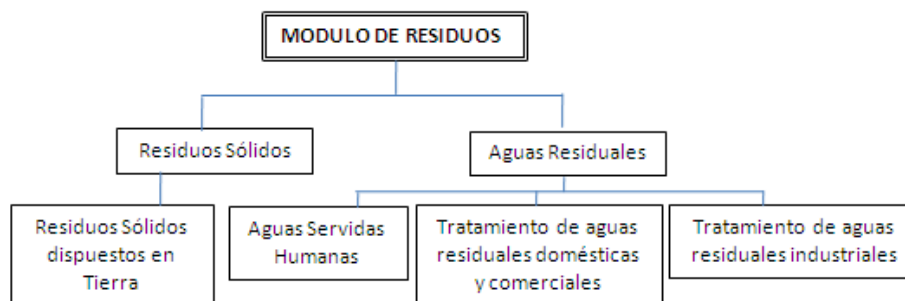 MODULO DE RESIDUOS
Residuos Sólidos
Aguas Residuales
Residuos Sólidos
dispuestos en
Tierra
Aguas Servidas
Humanas
Tratamiento de aguas
residuales domésticas
y comerciales
Tratamiento de aguas
residuales industriales